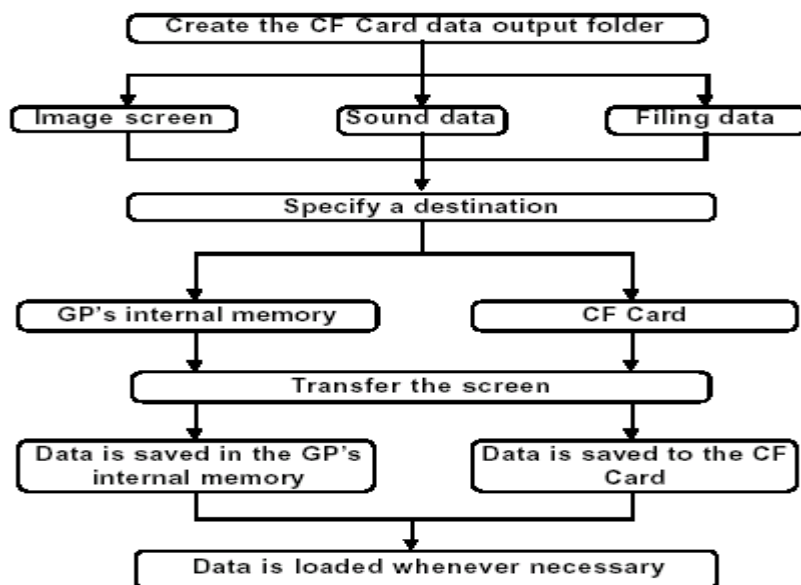 Create the CF Card data output folder
Image screen
Sound data
Filing data
Specify a destination
GP's internal memory
CF Card
Transfer the screen
Data is saved in the GP's
internal memory
Data is saved to the CF
Card
Data is loaded whenever necessary